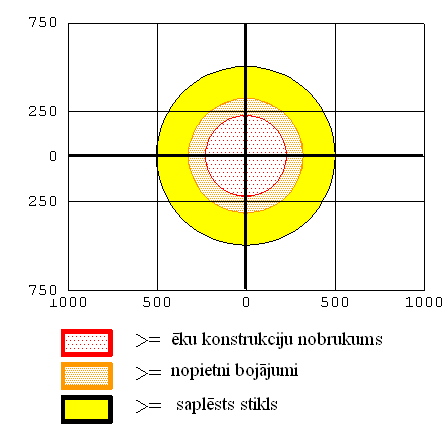 750
250
0
250
750
1000 500 0 500 1000
>= ēku konstrukciju nobrukums
>= nopietni bojājumi
>= saplēsts stikls